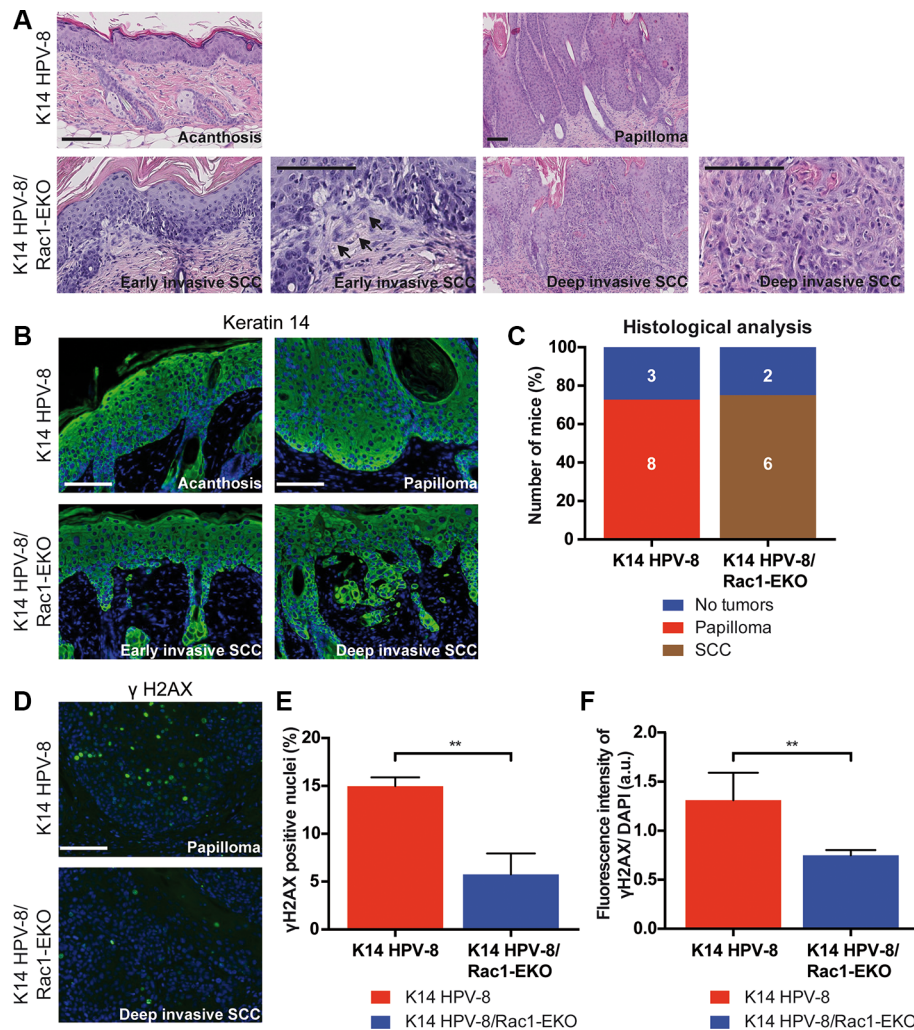 A
K14 HPV-8
Acanthosis
Papilloma
K14 HPV-8/
Rac1-EKO
Early invasive SCC
Early invasive SCC
Deep invasive SCC
Deep invasive SCC
B
Keratin 14
K14 HPV-8
Acanthosis
Papilloma
K14 HPV-8/
Rac1-EKO
Early invasive SCC
Deep invasive SCC
C
Histological analysis
Number of mice (%)
100
80
60
40
20
0
3
8
2
6
K14 HPV-8
K14 HPV-8/
Rac1-EKO
No tumors
Papilloma
SCC
D
γ H2AX
K14 HPV-8
Papilloma
K14 HPV-8/
Rac1-EKO
Deep invasive SCC
E
γ-H2AX positive nuclei (%)
20
15
10
5
0
**
K14 HPV-8
K14 HPV-8/
Rac1-EKO
K14 HPV-8
K14 HPV-8/Rac1-EKO
F
Fluorescence intensity of
γH2AX/ DAPI (a.u.)
2.0
1.5
1.0
0.5
0.0
**
K14 HPV-8
K14 HPV-8/
Rac1-EKO
K14 HPV-8
K14 HPV-8/Rac1-EKO